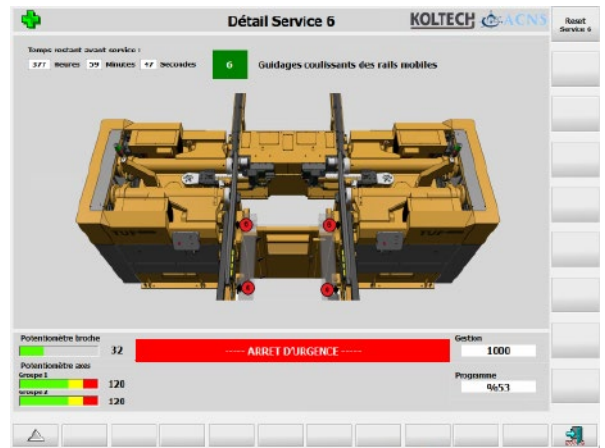 Détail Service 6
KOLTECH ACNS
Reset
Service 6
Temps restant avant service :
377 Heures 59 Minutes 47 Secondes
6 Guidages coulissants des rails mobiles
6
6
6
6
Potentiomètre broche
32
---- ARRET D'URGENCE ----
Gestion
1000
Potentiomètre axes
Groupe 1
120
Groupe 2
120
Programme
%53